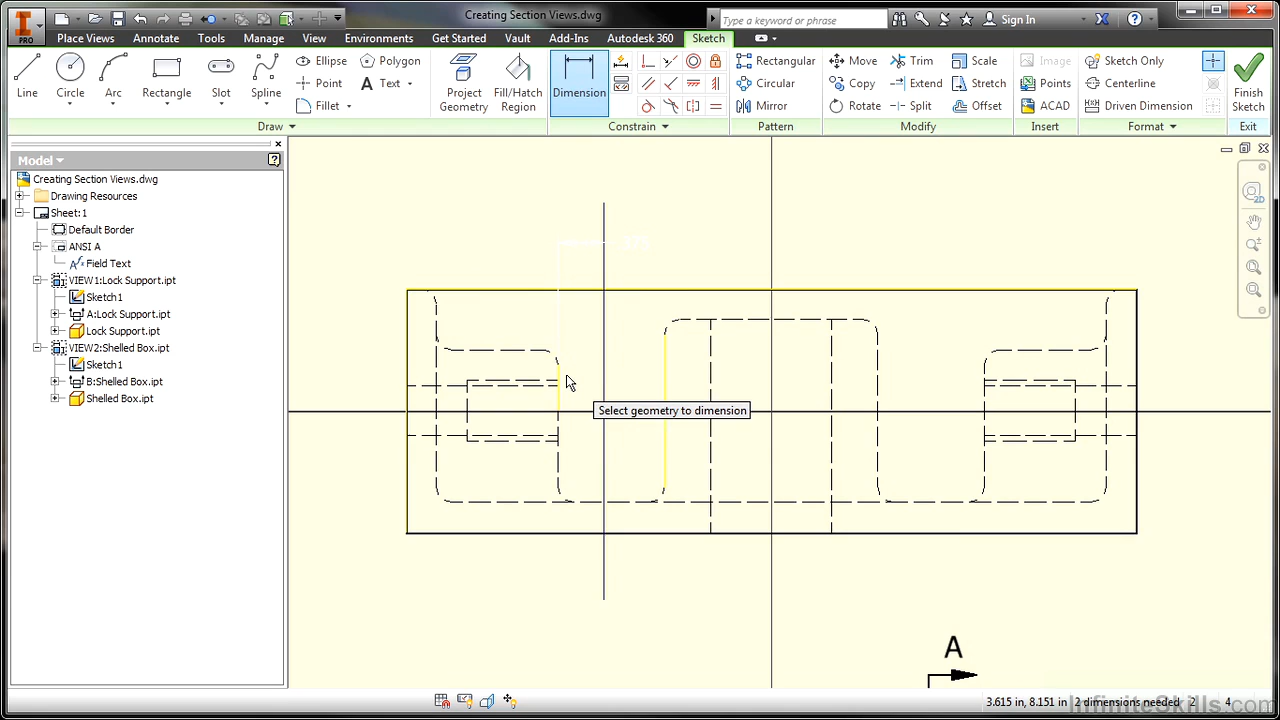 Creating Section Views.dwg
Type a keyword or phrase
Sign In
PRO
Place Views Annotate Tools Manage View Environments Get Started Vault Add-Ins Autodesk 360 Sketch
Line Circle Arc Rectangle Slot Spline
Ellipse Polygon
Point Text
Fillet
Project Geometry
Fill/Hatch Region
Dimension
Rectangular
Circular
Mirror
Move Trim Scale
Copy Extend Stretch
Rotate Split Offset
Image
Points
ACAD
Sketch Only
Centerline
Driven Dimension
Finish Sketch
Draw Constrain Pattern Modify Insert Format Exit
Model
Creating Section Views.dwg
Drawing Resources
Sheet:1
Default Border
ANSI A
Field Text
VIEW1:Lock Support.ipt
Sketch1
A:Lock Support.ipt
Lock Support.ipt
VIEW2:Shelled Box.ipt
Sketch1
B:Shelled Box.ipt
Shelled Box.ipt
2D
Select geometry to dimension
A
3.615 in, 8.151 in 2 dimensions needed 2 4
InfiniteSkills.com